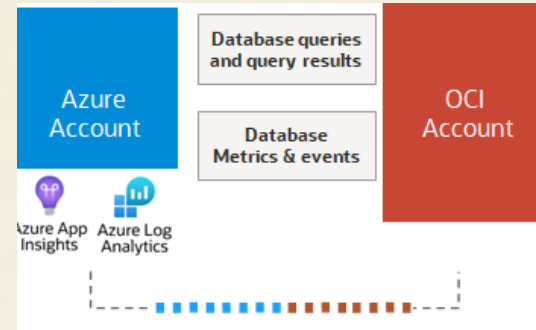 Azure
Account
Database queries
and query results
Database
Metrics & events
OCI
Account
Azure App
Insights
Azure Log
Analytics